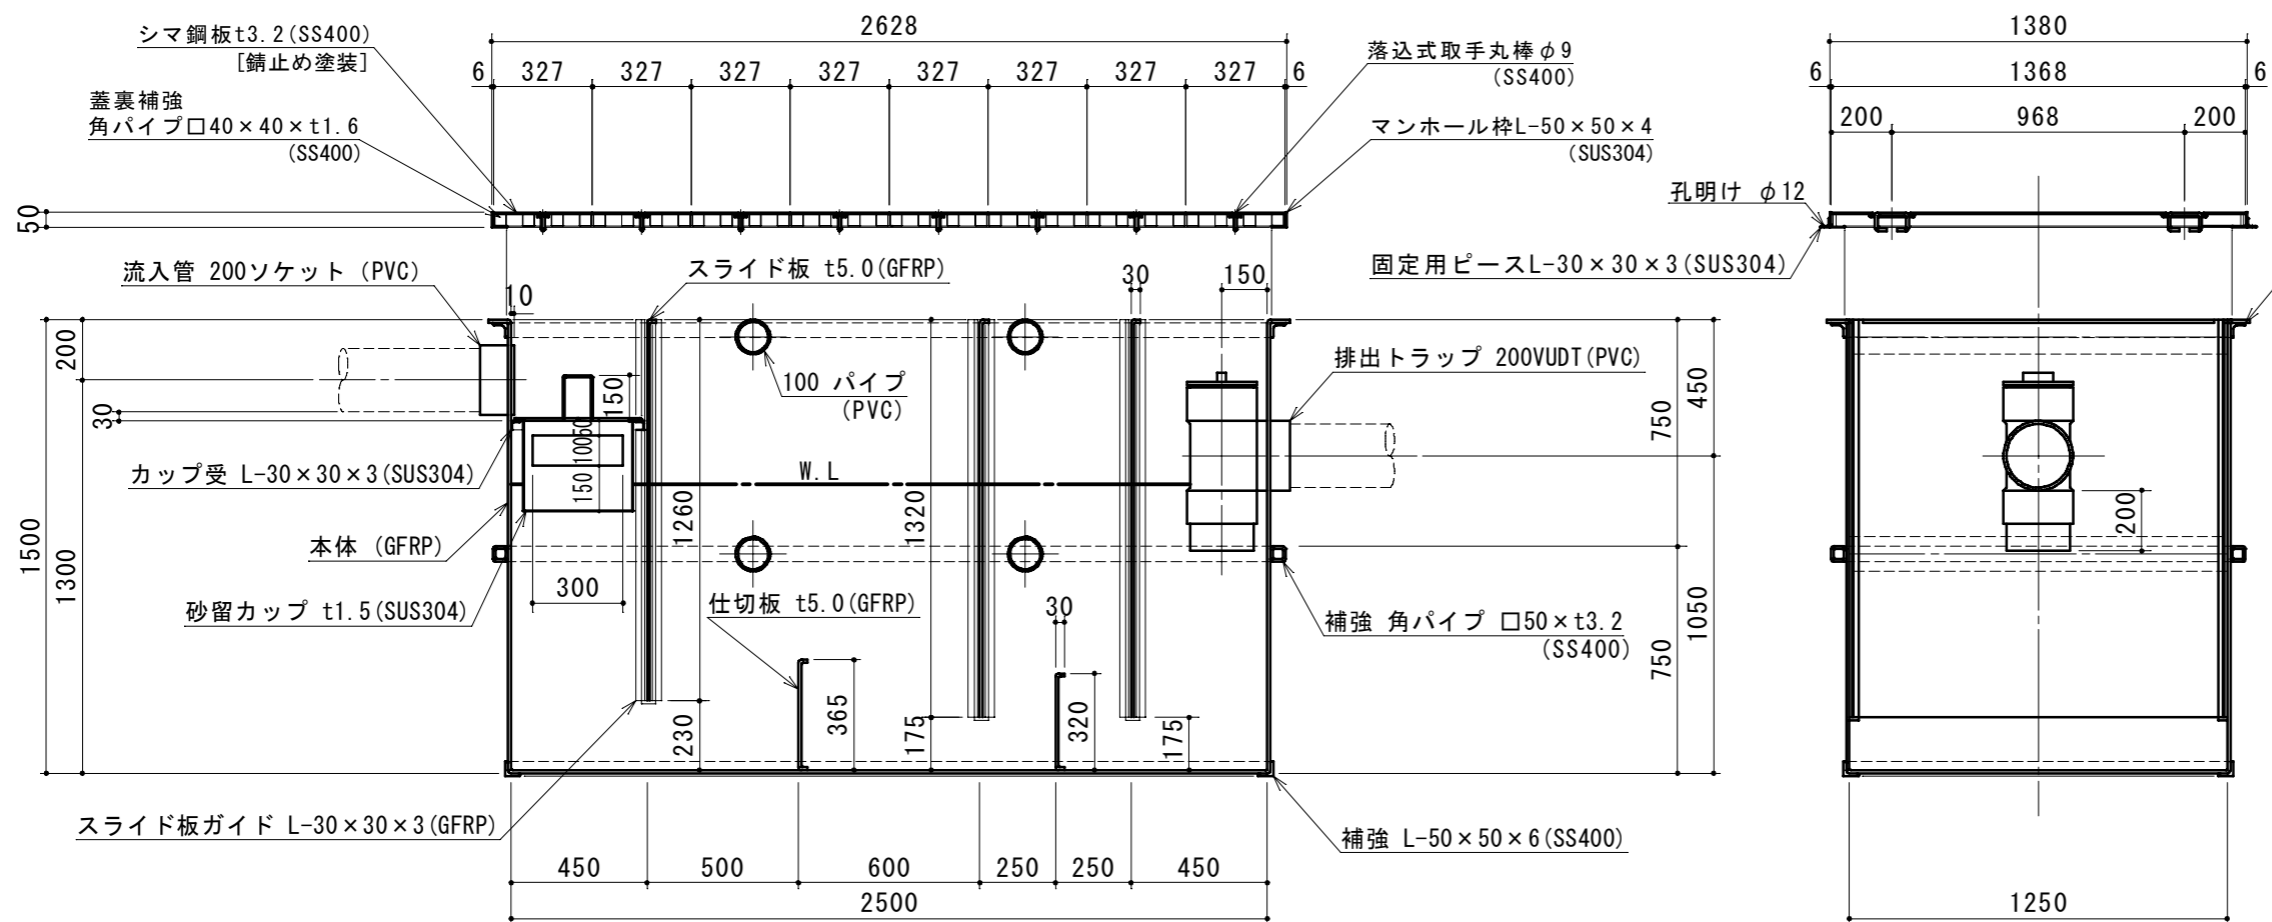 2628
6
327
327
327
327
327
327
327
327
6
シマ鋼板t3.2(SS400)
[錆止め塗装]
蓋裏補強
角パイプ口40×40×t1.6
(SS400)
落込式取手丸棒φ9
(SS400)
マンホール枠L-50×50×4
(SUS304)
1380
6
1368
6
200
968
200
孔明け φ12
固定用ピースL-30×30×3(SUS304)
50
流入管 200ソケット (PVC)
10
スライド板 t5.0(GFRP)
30
150
200
30
150
100 パイプ
(PVC)
排出トラップ 200VUDT(PVC)
450
750
カップ受 L-30×30×3(SUS304)
50
100
150
W.L
1260
1320
1500
1300
本体 (GFRP)
300
砂留カップ t1.5(SUS304)
仕切板 t5.0(GFRP)
30
補強 角パイプ 口50×t3.2
(SS400)
750
1050
200
230
365
175
320
175
スライド板ガイド L-30×30×3(GFRP)
補強 L-50×50×6(SS400)
450
500
600
250
250
450
2500
1250